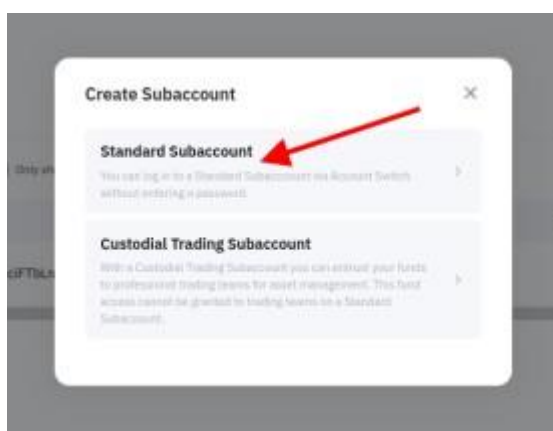 Create Subaccount
Only sh
Standard Subaccount
You can log in to a Standard Subaccount via Account Switch
without entering a password.
Custodial Trading Subaccount
With a Custodial Trading Subaccount you can entrust your funds
to professional trading teams for asset management. This fund
access cannot be granted to trading teams on a Standard
Subaccount.